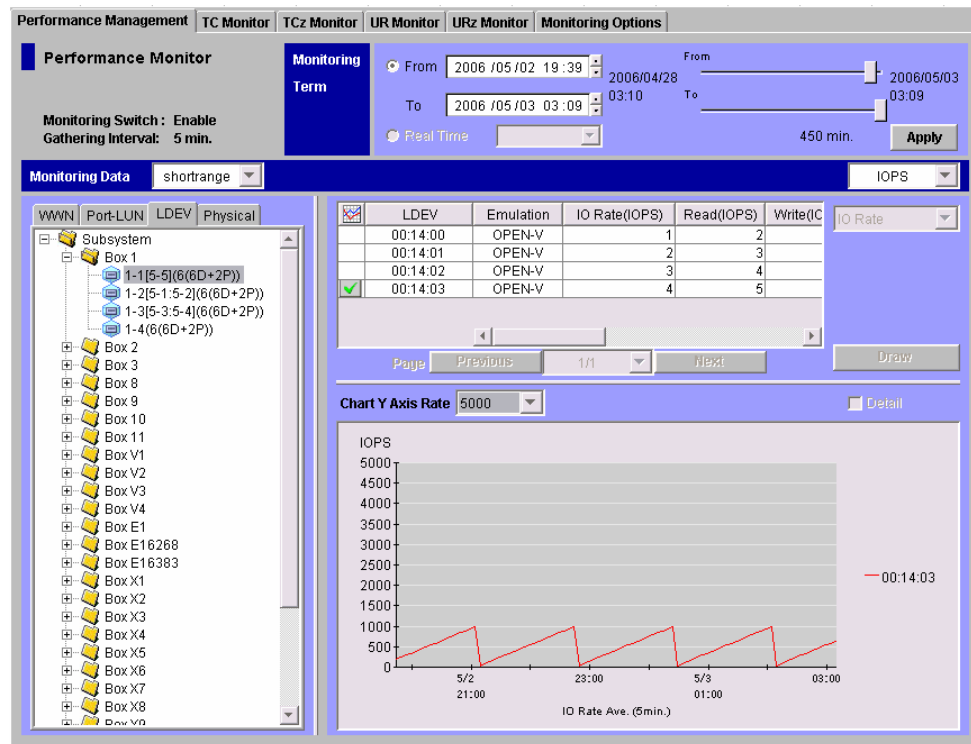 Performance Management TC Monitor TCz Monitor UR Monitor URz Monitor Monitoring Options
Performance Monitor
Monitoring Switch : Enable
Gathering Interval: 5 min.
Monitoring
Term
From 2006 /05 /02 19 :39
To 2006 /05 /03 03 :09
Real Time
2006/04/28
03:10
From
To
2006/05/03
03:09
450 min. Apply
Monitoring Data shortrange IOPS
WWN Port-LUN LDEV Physical
Subsystem
Box 1
1-1[5-5](6(6D+2P))
1-2[5-1:5-2](6(6D+2P))
1-3[5-3:5-4](6(6D+2P))
1-4(6(6D+2P))
Box 2
Box 3
Box 8
Box 9
Box 10
Box 11
Box V1
Box V2
Box V3
Box V4
Box E1
Box E16268
Box E16383
Box X1
Box X2
Box X3
Box X4
Box X5
Box X6
Box X7
Box X8
Box X9
LDEV Emulation IO Rate(IOPS) Read(IOPS) Write(IO
00:14:00 OPEN-V 1 2
00:14:01 OPEN-V 2 3
00:14:02 OPEN-V 3 4
00:14:03 OPEN-V 4 5
IO Rate
Page Previous 1/1 Next
Draw
Chart Y Axis Rate 5000
Detail
IOPS
5000
4500
4000
3500
3000
2500
2000
1500
1000
500
0
5/2 23:00 5/3 03:00
21:00 01:00
IO Rate Ave. (5min.)
00:14:03